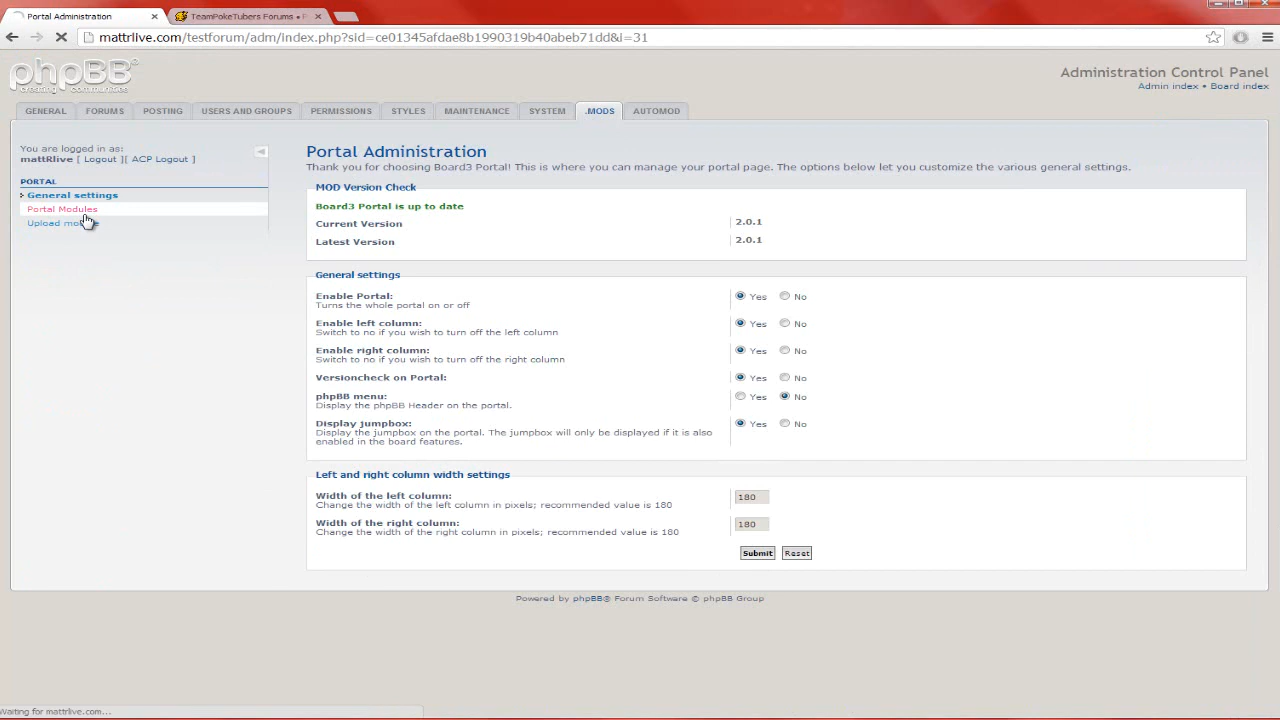 Portal Administration
TeamPokeTubers Forums • P
mattrlive.com/testforum/adm/index.php?sid=ce01345afdae8b1990319b40abeb71dd&i=31
phpBB®
creating communities
Administration Control Panel
Admin index • Board index
GENERAL
FORUMS
POSTING
USERS AND GROUPS
PERMISSIONS
STYLES
MAINTENANCE
SYSTEM
.MODS
AUTOMOD
You are logged in as:
mattRlive [ Logout ][ ACP Logout ]
PORTAL
General settings
Portal Modules
Upload
Portal Administration
Thank you for choosing Board3 Portal! This is where you can manage your portal page. The options below let you customize the various general settings.
MOD Version Check
Board3 Portal is up to date
Current Version 2.0.1
Latest Version 2.0.1
General settings
Enable Portal: Yes No
Turns the whole portal on or off
Enable left column: Yes No
Switch to no if you wish to turn off the left column
Enable right column: Yes No
Switch to no if you wish to turn off the right column
Versioncheck on Portal: Yes No
phpBB menu: Yes No
Display the phpBB Header on the portal.
Display jumpbox: Yes No
Display the jumpbox on the portal. The jumpbox will only be displayed if it is also
enabled in the board features.
Left and right column width settings
Width of the left column: 180
Change the width of the left column in pixels; recommended value is 180
Width of the right column: 180
Change the width of the right column in pixels; recommended value is 180
Submit Reset
Powered by phpBB® Forum Software © phpBB Group
Waiting for mattrlive.com...